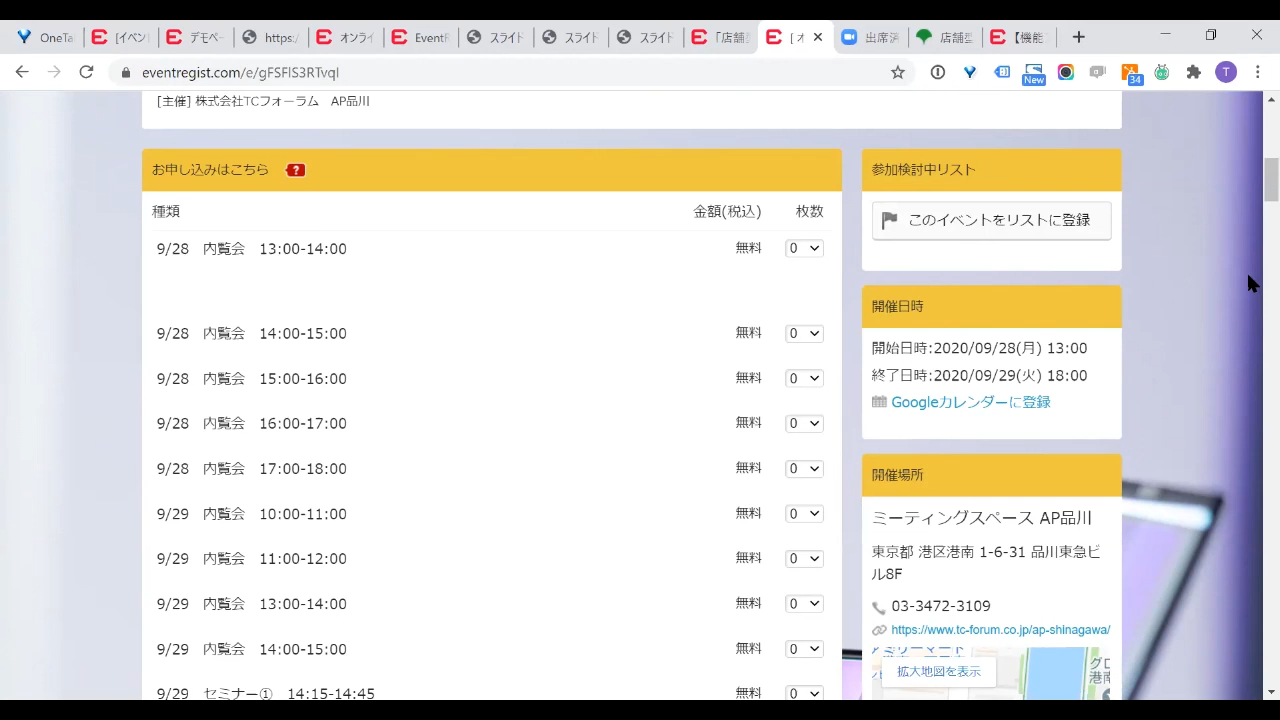 OneTa
[イベン
デモペー
https:/
オンライ
EventR
スライド
スライド
スライド
「店舗
[オ
出席済
店舗型
【機能
eventregist.com/e/gFSFlS3RTvql
New
34
T
[主催] 株式会社TCフォーラム AP品川
お申し込みはこちら ?
種類 金額(税込) 枚数
9/28 内覧会 13:00-14:00 無料 0
9/28 内覧会 14:00-15:00 無料 0
9/28 内覧会 15:00-16:00 無料 0
9/28 内覧会 16:00-17:00 無料 0
9/28 内覧会 17:00-18:00 無料 0
9/29 内覧会 10:00-11:00 無料 0
9/29 内覧会 11:00-12:00 無料 0
9/29 内覧会 13:00-14:00 無料 0
9/29 内覧会 14:00-15:00 無料 0
9/29 セミナー① 14:15-14:45 無料 0
参加検討中リスト
このイベントをリストに登録
開催日時
開始日時:2020/09/28(月) 13:00
終了日時:2020/09/29(火) 18:00
Googleカレンダーに登録
開催場所
ミーティングスペース AP品川
東京都 港区港南 1-6-31 品川東急ビ
ル8F
03-3472-3109
https://www.tc-forum.co.jp/ap-shinagawa/
拡大地図を表示